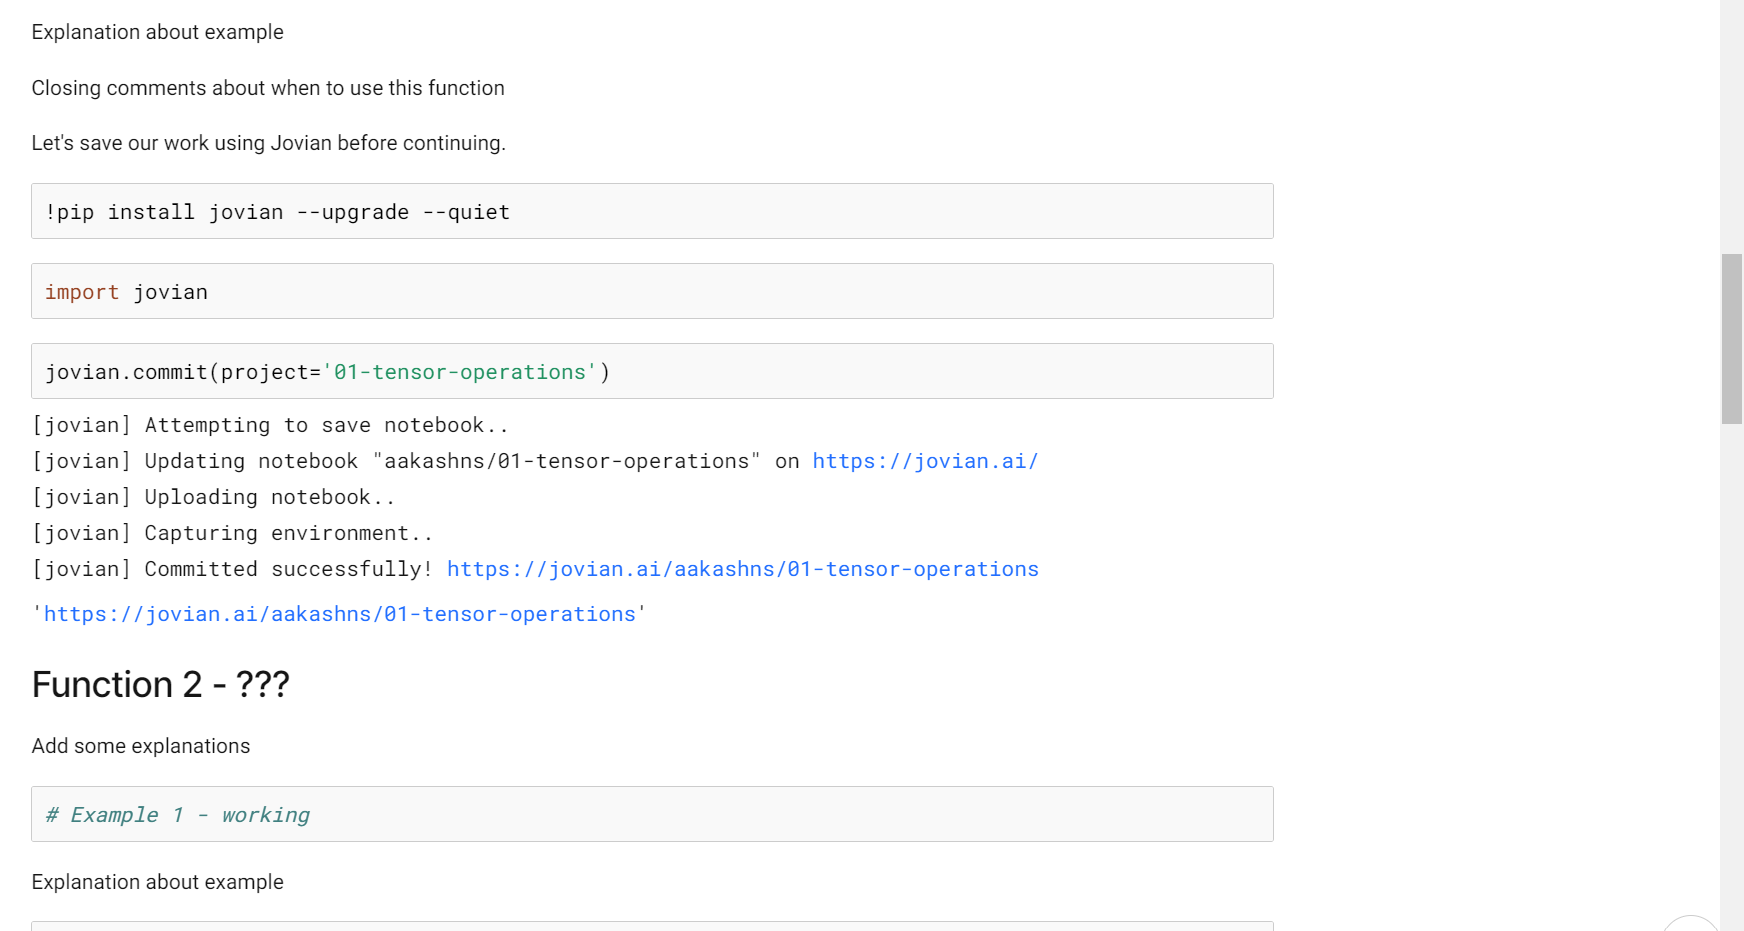 Explanation about example
Closing comments about when to use this function
Let's save our work using Jovian before continuing.
!pip install jovian --upgrade --quiet
import jovian
jovian.commit(project='01-tensor-operations')
[jovian] Attempting to save notebook..
[jovian] Updating notebook "aakashns/01-tensor-operations" on https://jovian.ai/
[jovian] Uploading notebook..
[jovian] Capturing environment..
[jovian] Committed successfully! https://jovian.ai/aakashns/01-tensor-operations
'https://jovian.ai/aakashns/01-tensor-operations'
Function 2 - ???
Add some explanations
# Example 1 - working
Explanation about example